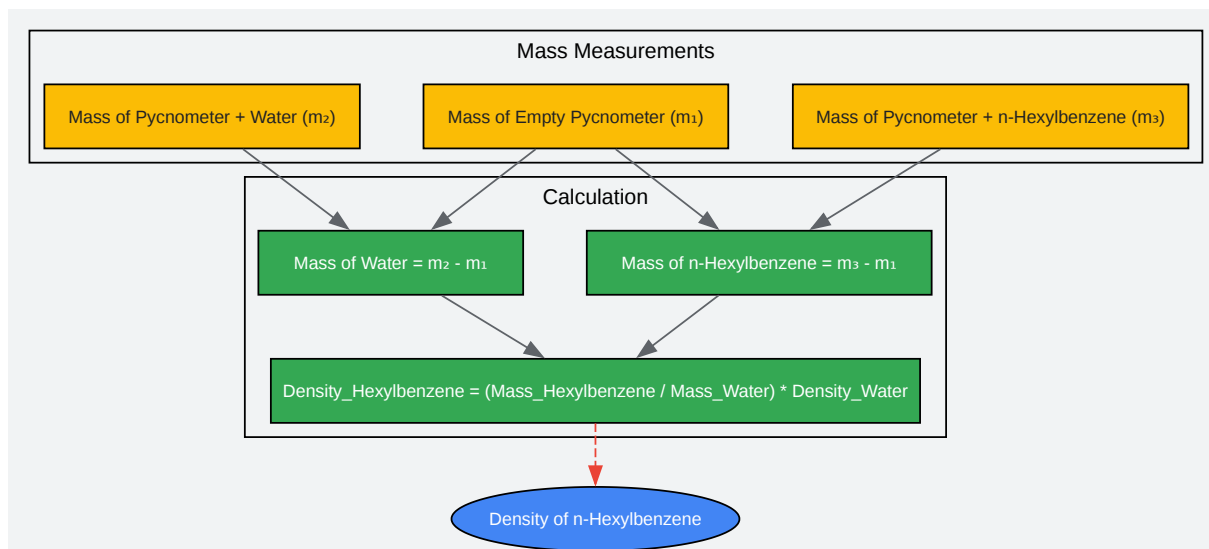 Mass Measurements
Mass of Pycnometer + Water (m₂)
Mass of Empty Pycnometer (m₁)
Mass of Pycnometer + n-Hexylbenzene (m₃)
Calculation
Mass of Water = m₂ - m₁
Mass of n-Hexylbenzene = m₃ - m₁
Density_Hexylbenzene = (Mass_Hexylbenzene / Mass_Water) * Density_Water
Density of n-Hexylbenzene